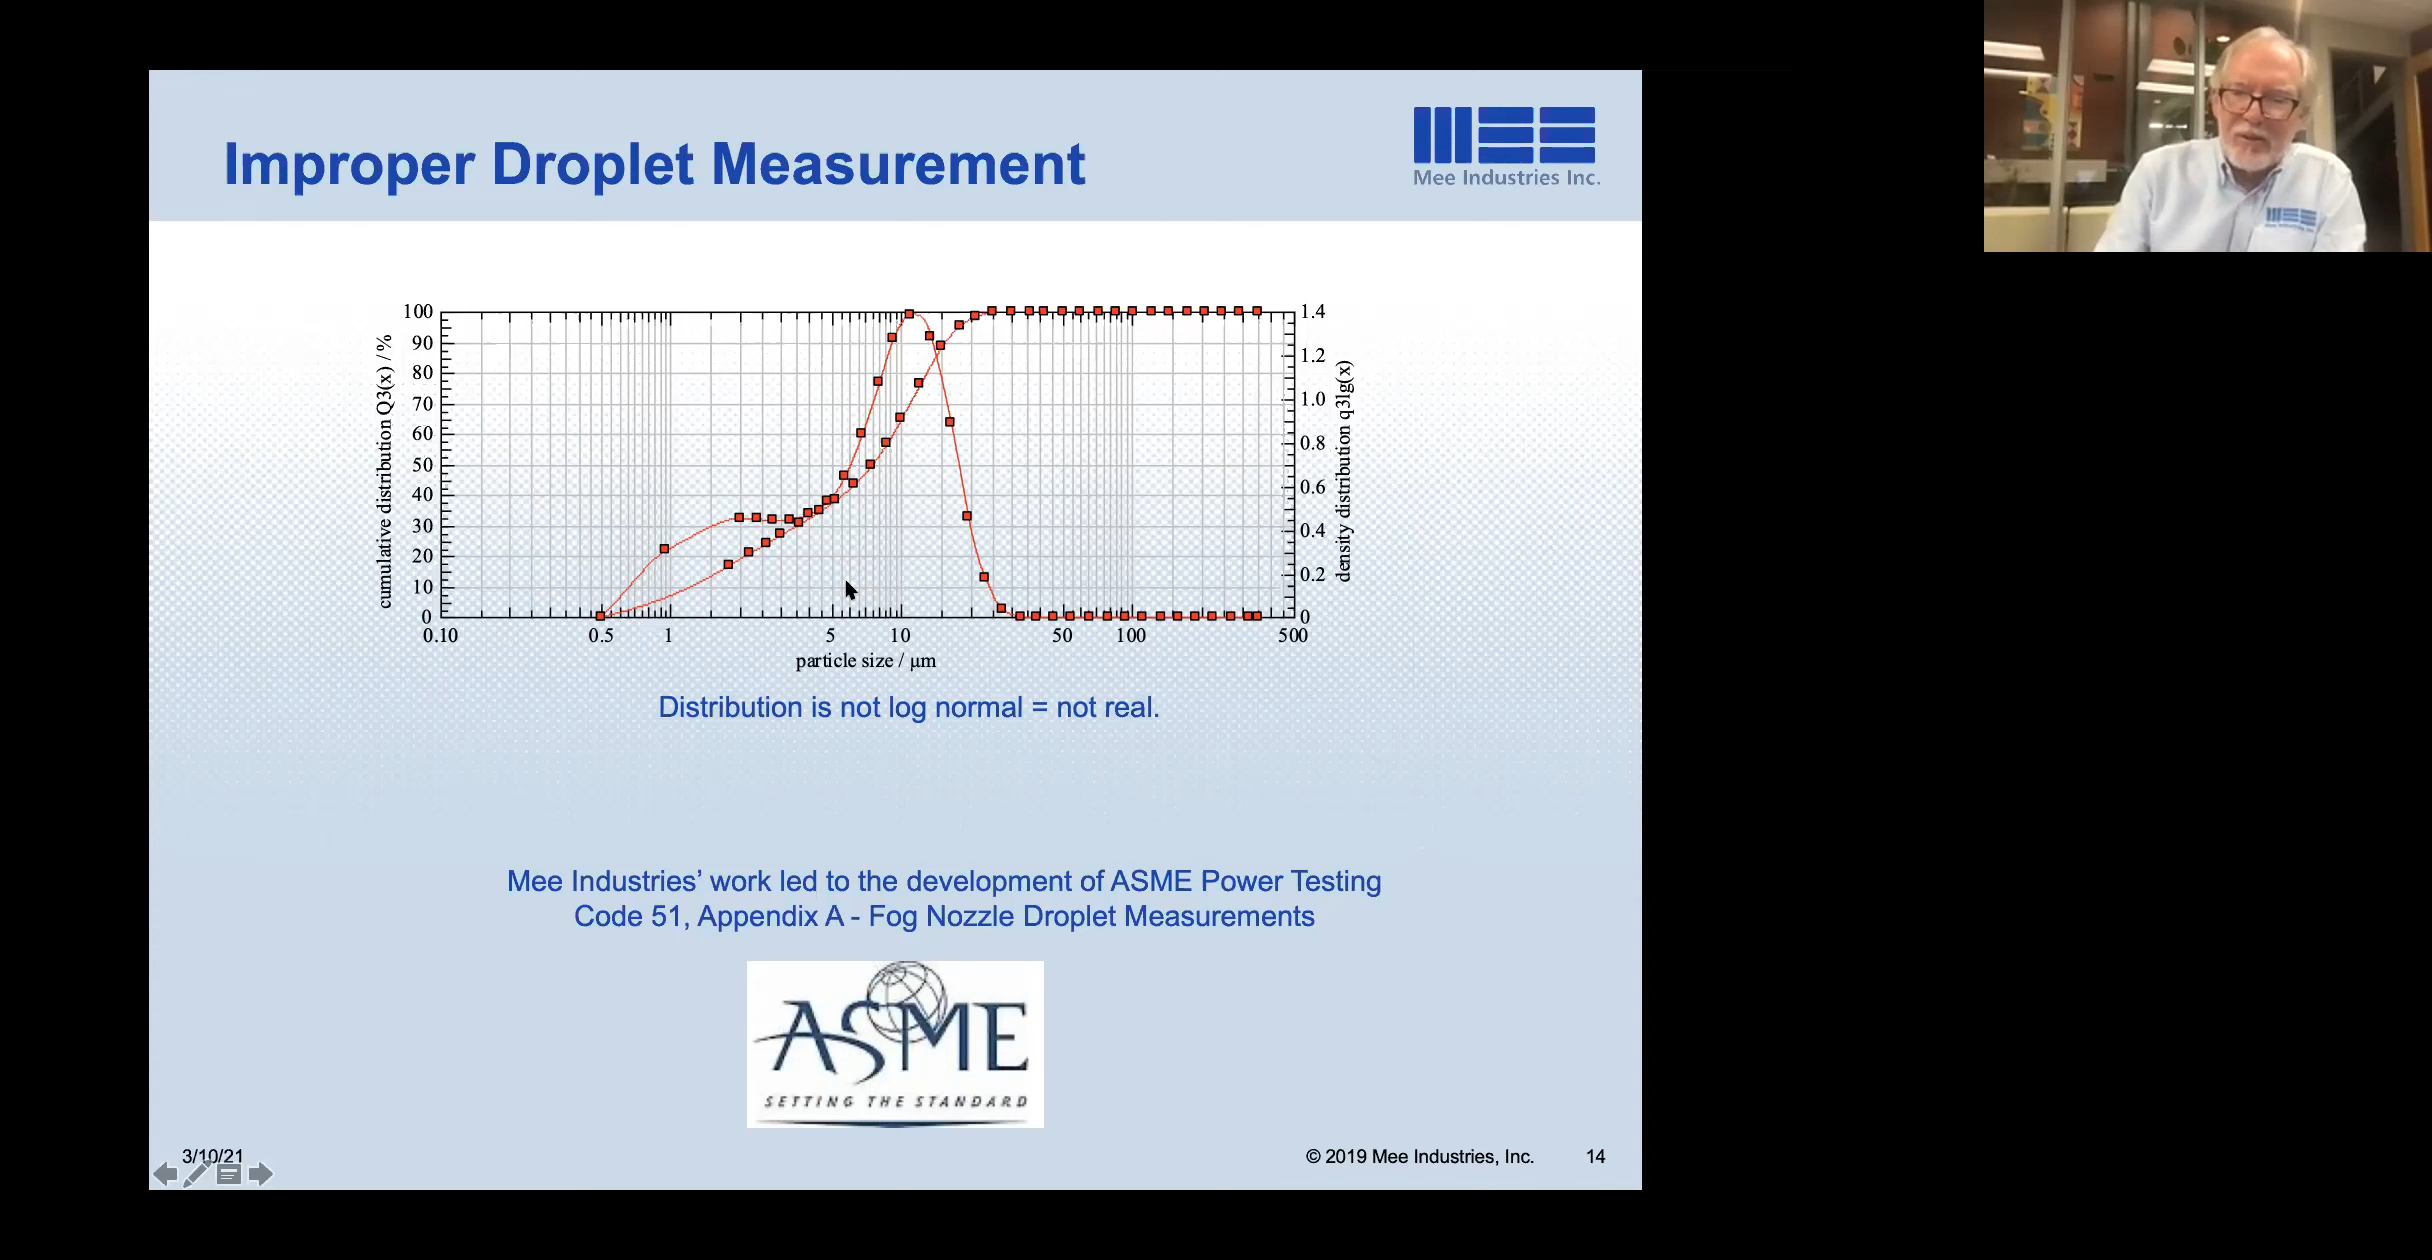 Improper Droplet Measurement
MEE
Mee Industries Inc.
MEE
100
90
80
70
60
50
40
30
20
10
0
cumulative distribution Q3(x) / %
1.4
1.2
1.0
0.8
0.6
0.4
0.2
0
density distribution q3lg(x)
0.10 0.5 1 5 10 50 100 500
particle size / μm
Distribution is not log normal = not real.
Mee Industries’ work led to the development of ASME Power Testing
Code 51, Appendix A - Fog Nozzle Droplet Measurements
ASME
SETTING THE STANDARD
3/10/21
© 2019 Mee Industries, Inc. 14